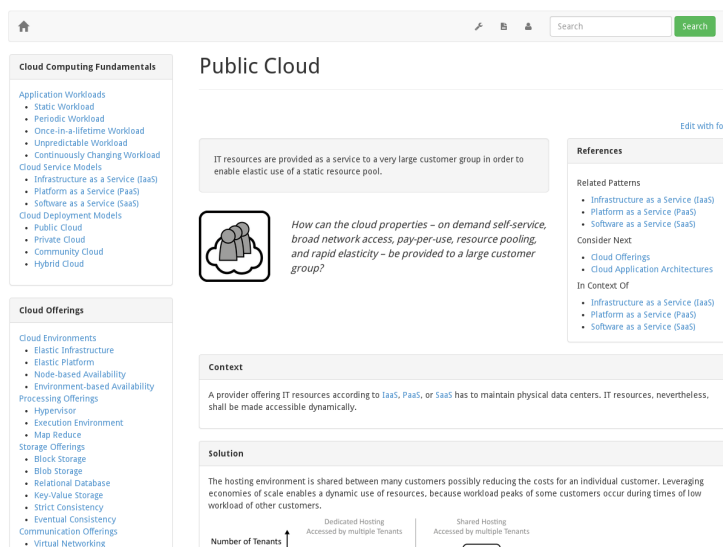 Search
Search
Cloud Computing Fundamentals
Application Workloads
Static Workload
Periodic Workload
Once-in-a-lifetime Workload
Unpredictable Workload
Continuously Changing Workload
Cloud Service Models
Infrastructure as a Service (IaaS)
Platform as a Service (PaaS)
Software as a Service (SaaS)
Cloud Deployment Models
Public Cloud
Private Cloud
Community Cloud
Hybrid Cloud
Cloud Offerings
Cloud Environments
Elastic Infrastructure
Elastic Platform
Node-based Availability
Environment-based Availability
Processing Offerings
Hypervisor
Execution Environment
Map Reduce
Storage Offerings
Block Storage
Blob Storage
Relational Database
Key-Value Storage
Strict Consistency
Eventual Consistency
Communication Offerings
Virtual Networking
Public Cloud
Edit with fo
IT resources are provided as a service to a very large customer group in order to
enable elastic use of a static resource pool.
How can the cloud properties – on demand self-service,
broad network access, pay-per-use, resource pooling,
and rapid elasticity – be provided to a large customer
group?
References
Related Patterns
Infrastructure as a Service (IaaS)
Platform as a Service (PaaS)
Software as a Service (SaaS)
Consider Next
Cloud Offerings
Cloud Application Architectures
In Context Of
Infrastructure as a Service (IaaS)
Platform as a Service (PaaS)
Software as a Service (SaaS)
Context
A provider offering IT resources according to IaaS, PaaS, or SaaS has to maintain physical data centers. IT resources, nevertheless,
shall be made accessible dynamically.
Solution
The hosting environment is shared between many customers possibly reducing the costs for an individual customer. Leveraging
economies of scale enables a dynamic use of resources, because workload peaks of some customers occur during times of low
workload of other customers.
Dedicated Hosting
Accessed by multiple Tenants
Shared Hosting
Accessed by multiple Tenants
Number of Tenants